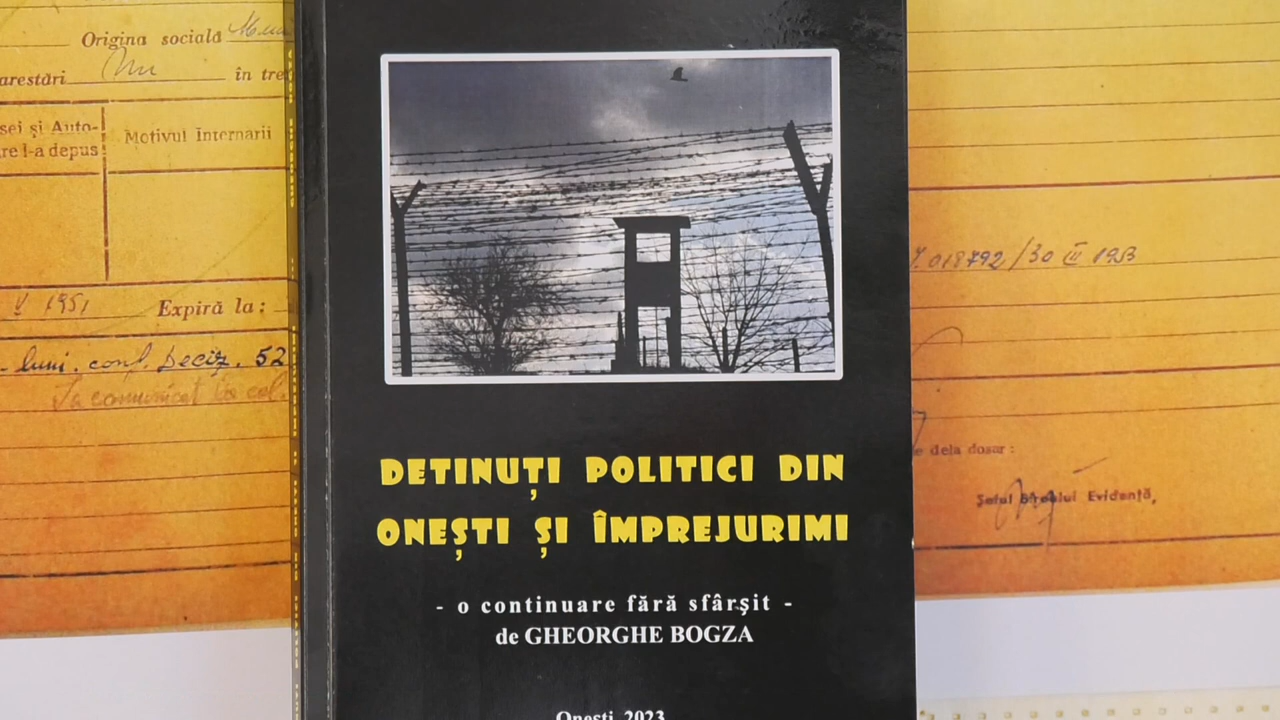 Origina socială
arestări
în tre
sei și Auto-
re l-a depus
Motivul Internarii
V 1951
Expiră la:
luni. conf. Deciz. 52
DEȚINUȚI POLITICI DIN
ONEȘTI ȘI ÎMPREJURIMI
- o continuare fără sfârșit -
de GHEORGHE BOGZA
Onești, 2023
018792/30 III 1953
e dela dosar:
Șeful Biroului Evidență,